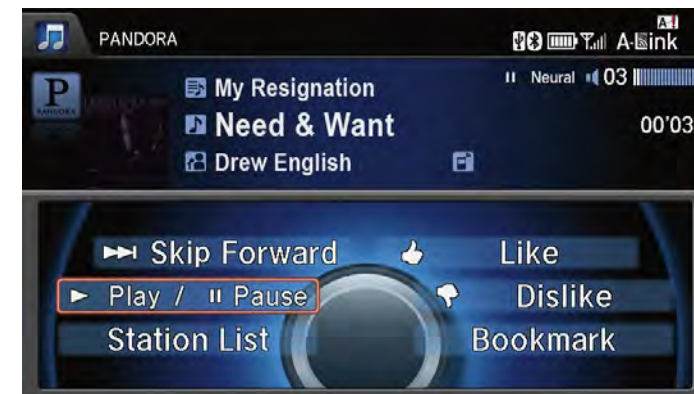 PANDORA
A-Link
P
PANDORA
My Resignation
Neural 03
Need & Want
00'03
Drew English
Skip Forward
Like
Play / Pause
Dislike
Station List
Bookmark